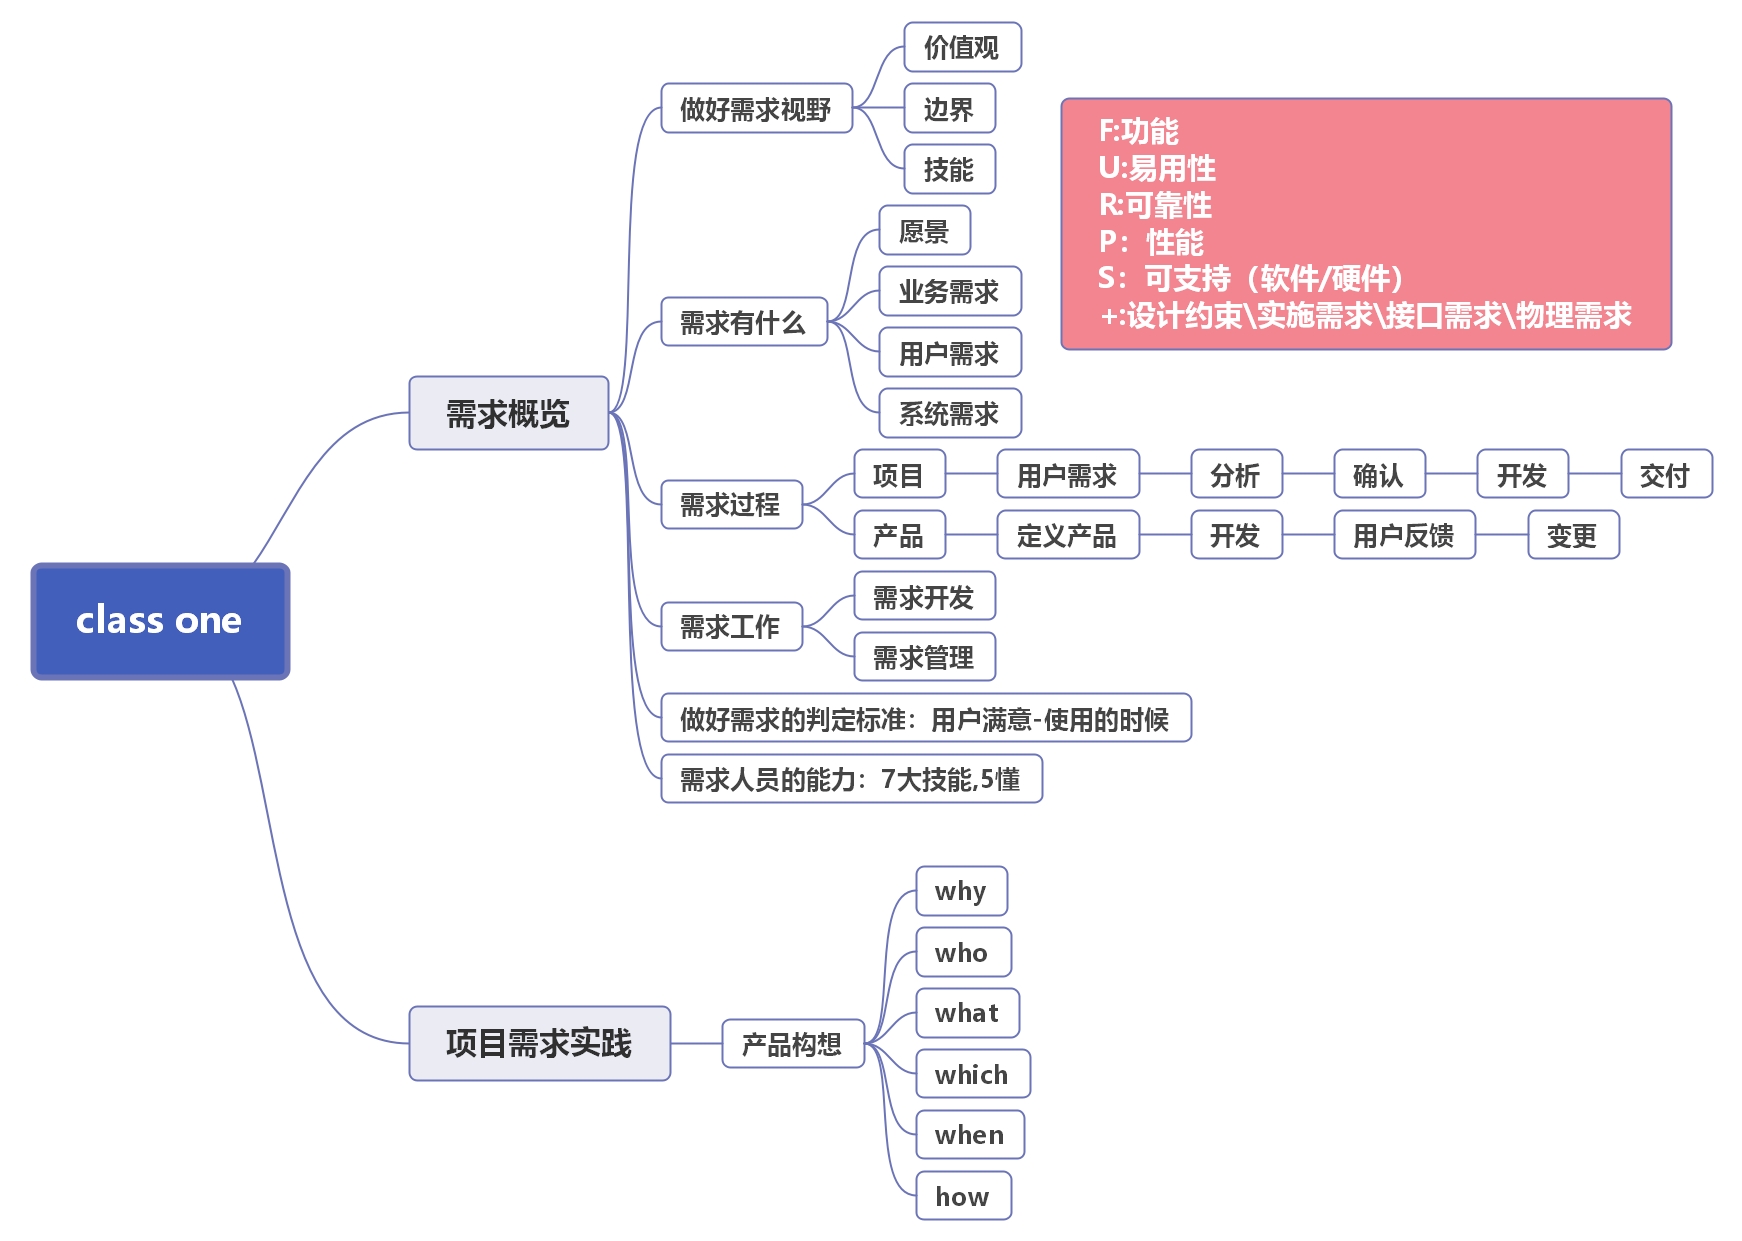 class one
需求概览
做好需求视野
价值观
边界
技能
需求有什么
愿景
业务需求
用户需求
系统需求
需求过程
项目
用户需求
分析
确认
开发
交付
产品
定义产品
开发
用户反馈
变更
需求工作
需求开发
需求管理
做好需求的判定标准：用户满意-使用的时候
需求人员的能力：7大技能,5懂
项目需求实践
产品构想
why
who
what
which
when
how
F:功能
U:易用性
R:可靠性
P：性能
S：可支持（软件/硬件）
+:设计约束\实施需求\接口需求\物理需求